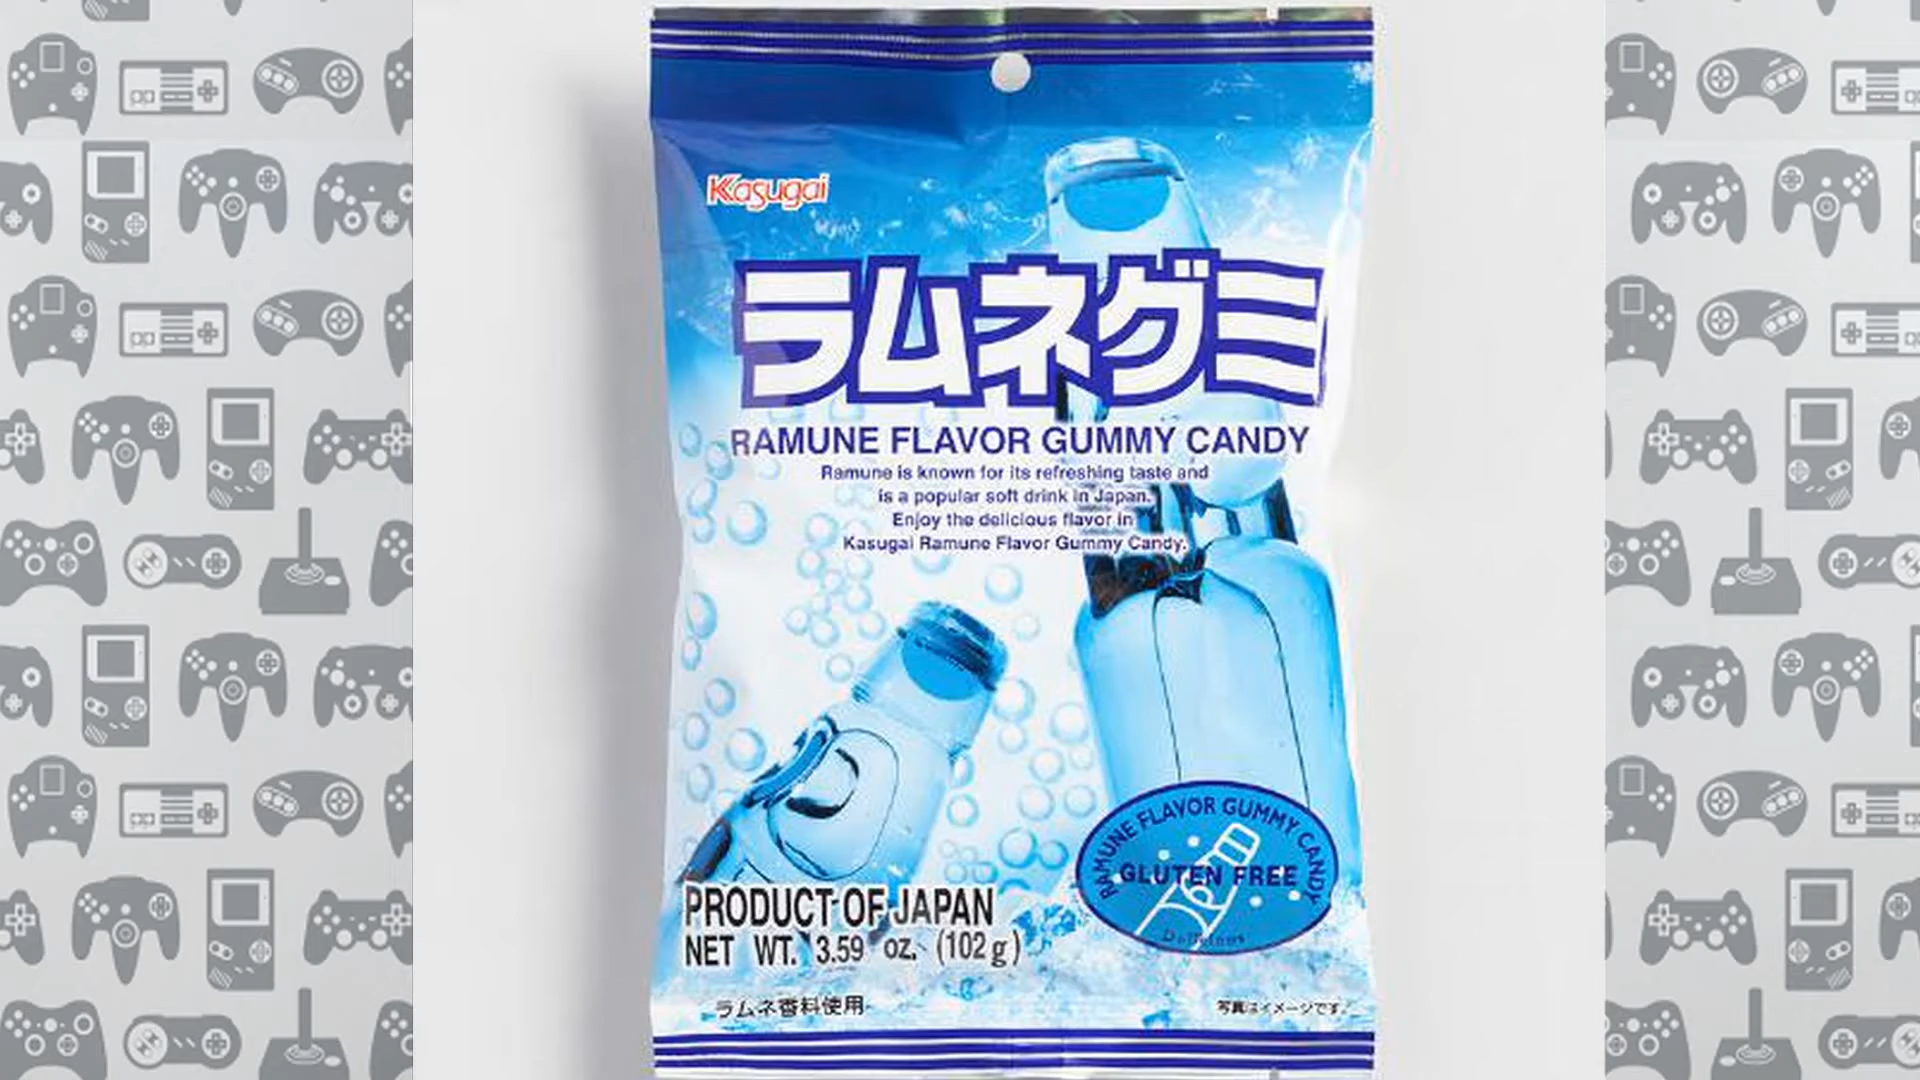 Kasugai
ラムネグミ
RAMUNE FLAVOR GUMMY CANDY
Ramune is known for its refreshing taste and
is a popular soft drink in Japan.
Enjoy the delicious flavor in
Kasugai Ramune Flavor Gummy Candy.
RAMUNE FLAVOR GUMMY CANDY
GLUTEN FREE
Delicious
PRODUCT OF JAPAN
NET WT. 3.59 oz. (102g)
ラムネ香料使用
写真はイメージです。